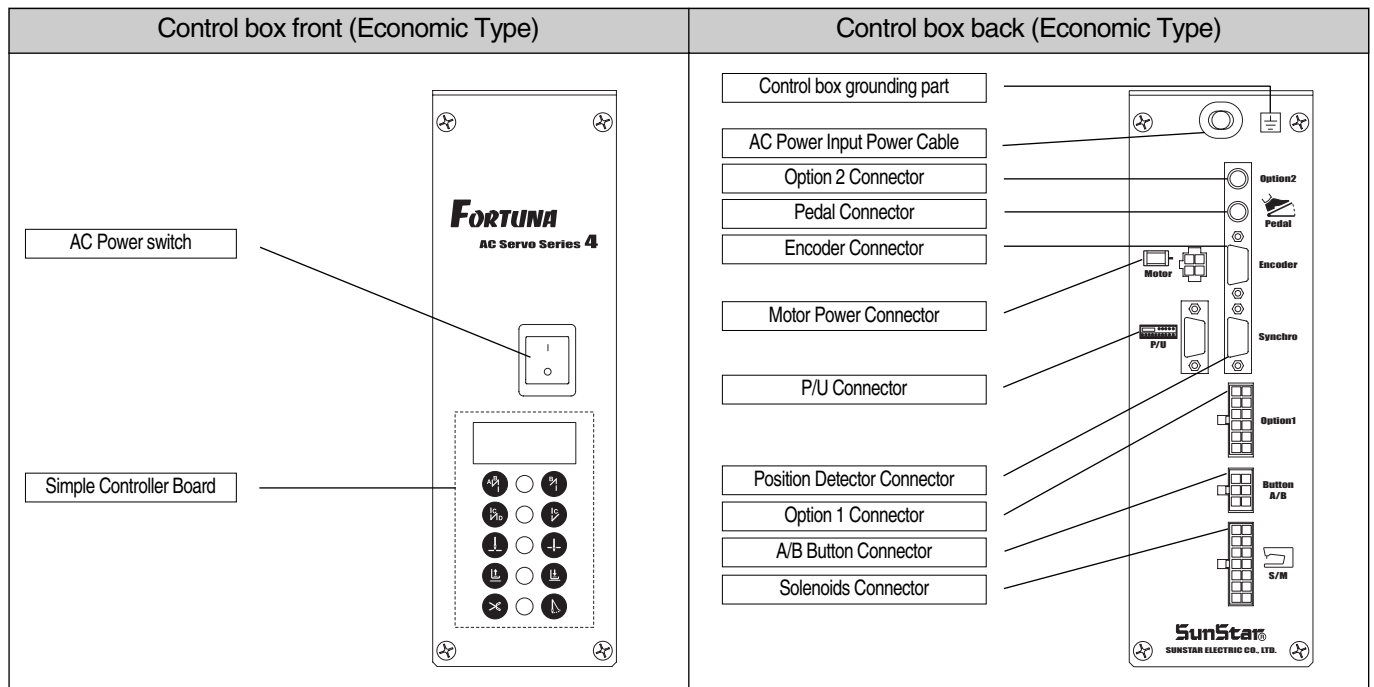 Control box front (Economic Type)
Control box back (Economic Type)
AC Power switch
Simple Controller Board
FORTUNA
AC Servo Series 4
I
O
A B
B
Ic D
Ic
Control box grounding part
AC Power Input Power Cable
Option 2 Connector
Pedal Connector
Encoder Connector
Motor Power Connector
P/U Connector
Position Detector Connector
Option 1 Connector
A/B Button Connector
Solenoids Connector
Option2
Pedal
Encoder
Motor
Synchro
P/U
Option1
Button
A/B
S/M
SunStar®
SUNSTAR ELECTRIC CO., LTD.